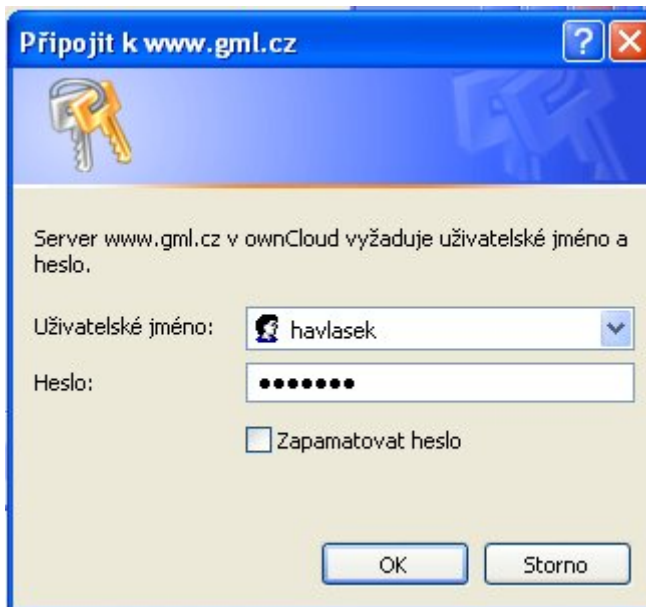 Připojit k www.gml.cz
Server www.gml.cz v ownCloud vyžaduje uživatelské jméno a
heslo.
Uživatelské jméno: havlasek
Heslo: •••••••
Zapamatovat heslo
OK Storno